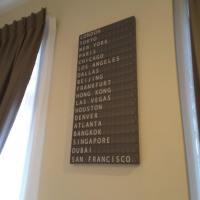 LONDON
TOKYO
NEW YORK
PARIS
CHICAGO
LOS ANGELES
DALLAS
BEIJING
FRANKFURT
HONG KONG
LAS VEGAS
HOUSTON
DENVER
ATLANTA
BANGKOK
SINGAPORE
DUBAI
SAN FRANCISCO